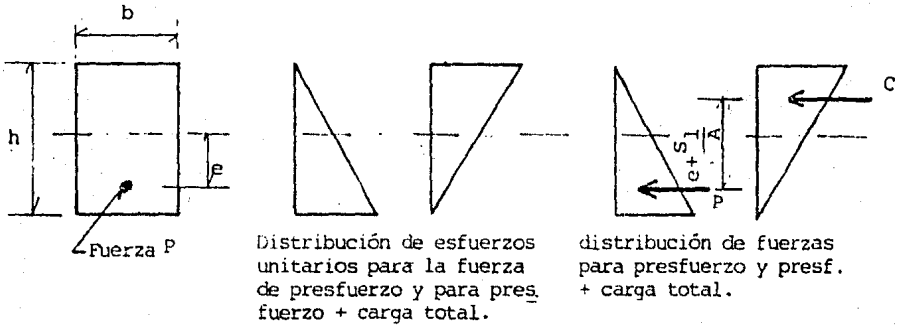 b
h
e
Fuerza P
Distribución de esfuerzos
unitarios para la fuerza
de presfuerzo y para pres
fuerzo + carga total.
e + S1/A
P
C
distribución de fuerzas
para presfuerzo y presf.
+ carga total.